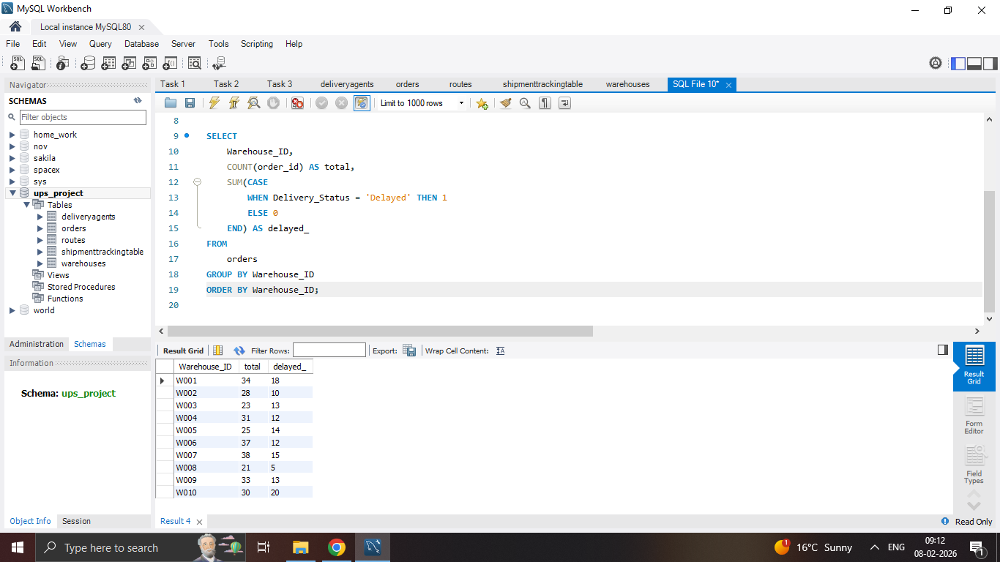 MySQL Workbench
Local instance MySQL80
File Edit View Query Database Server Tools Scripting Help
Navigator
SCHEMAS
Filter objects
home_work
nov
sakila
spacex
sys
ups_project
Tables
deliveryagents
orders
routes
shipmenttrackingtable
warehouses
Views
Stored Procedures
Functions
world
Administration Schemas
Information
Schema: ups_project
Object Info Session
Task 1 Task 2 Task 3 deliveryagents orders routes shipmenttrackingtable warehouses SQL File 10*
Limit to 1000 rows
8
9 SELECT
10 Warehouse_ID,
11 COUNT(order_id) AS total,
12 SUM(CASE
13 WHEN Delivery_Status = 'Delayed' THEN 1
14 ELSE 0
15 END) AS delayed_
16 FROM
17 orders
18 GROUP BY Warehouse_ID
19 ORDER BY Warehouse_ID;
20
Result Grid Filter Rows: Export: Wrap Cell Content:
Warehouse_ID total delayed_
W001 34 18
W002 28 10
W003 23 13
W004 31 12
W005 25 14
W006 37 12
W007 38 15
W008 21 5
W009 33 13
W010 30 20
Result
Grid
Form
Editor
Field
Types
Result 4
Read Only
Type here to search
1
16°C Sunny
ENG
09:12
08-02-2026
1